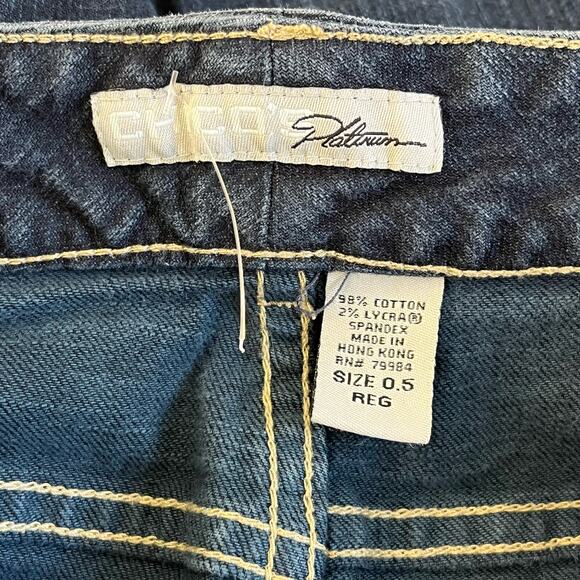 CHICO'S Platinum
98% COTTON
2% LYCRA®
SPANDEX
MADE IN
HONG KONG
RN# 79984
SIZE 0.5
REG